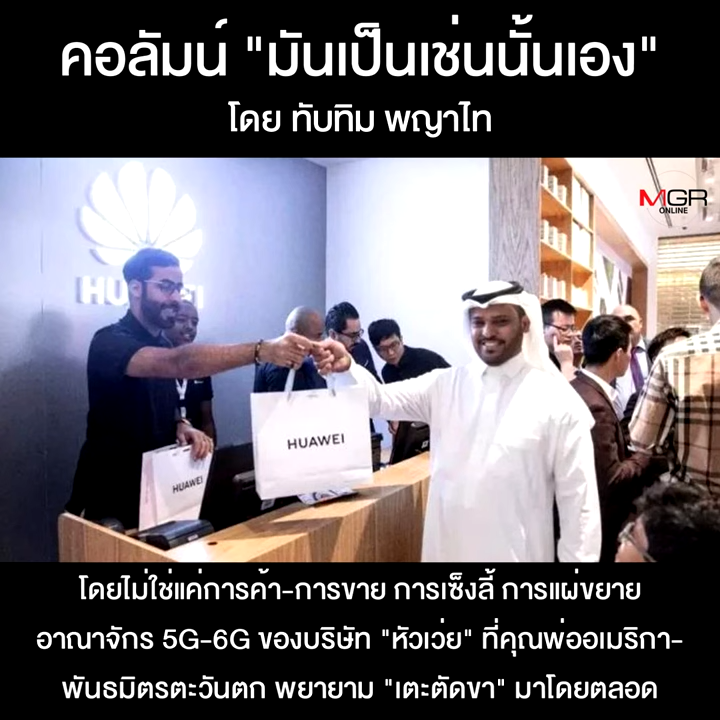 คอลัมน์ "มันเป็นเช่นนั้นเอง"
โดย ทับทิม พญาไท
MGR
ONLINE
HUAWEI
HUAWEI
HUAWEI
โดยไม่ใช่แค่การค้า-การขาย การเซ็งลี้ การแผ่ขยาย
อาณาจักร 5G-6G ของบริษัท "หัวเว่ย" ที่คุณพ่ออเมริกา-
พันธมิตรตะวันตก พยายาม "เตะตัดขา" มาโดยตลอด